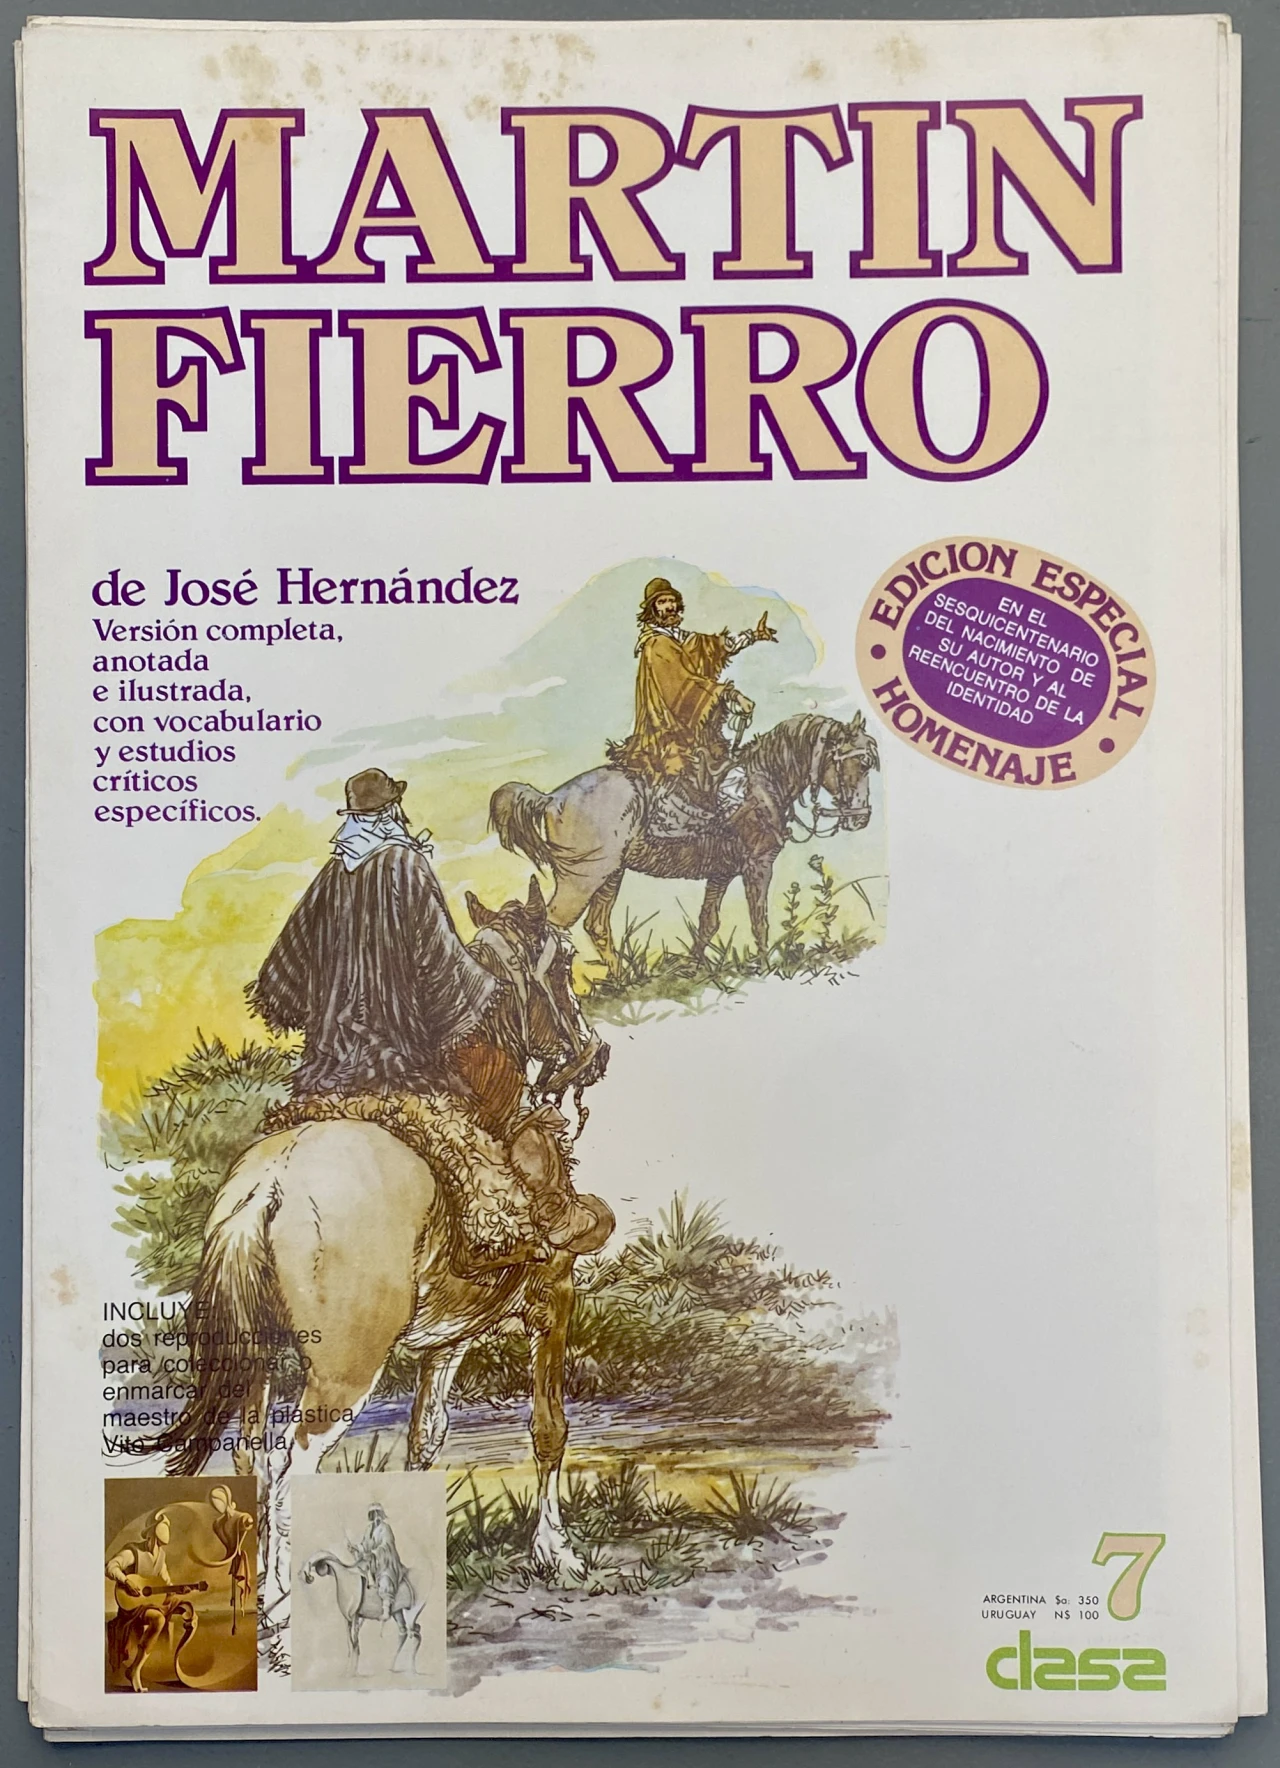 MARTIN
FIERRO
de José Hernández
Versión completa,
anotada
e ilustrada,
con vocabulario
y estudios
críticos
específicos.
EDICION ESPECIAL
EN EL
SESQUICENTENARIO
DEL NACIMIENTO DE
SU AUTOR Y AL
REENCUENTRO DE LA
IDENTIDAD
HOMENAJE
INCLUYE:
dos reproducciones
para coleccionar o
enmarcar del
maestro de la plástica
Vito Campanella
7
ARGENTINA $a: 350
URUGUAY N$ 100
clasa